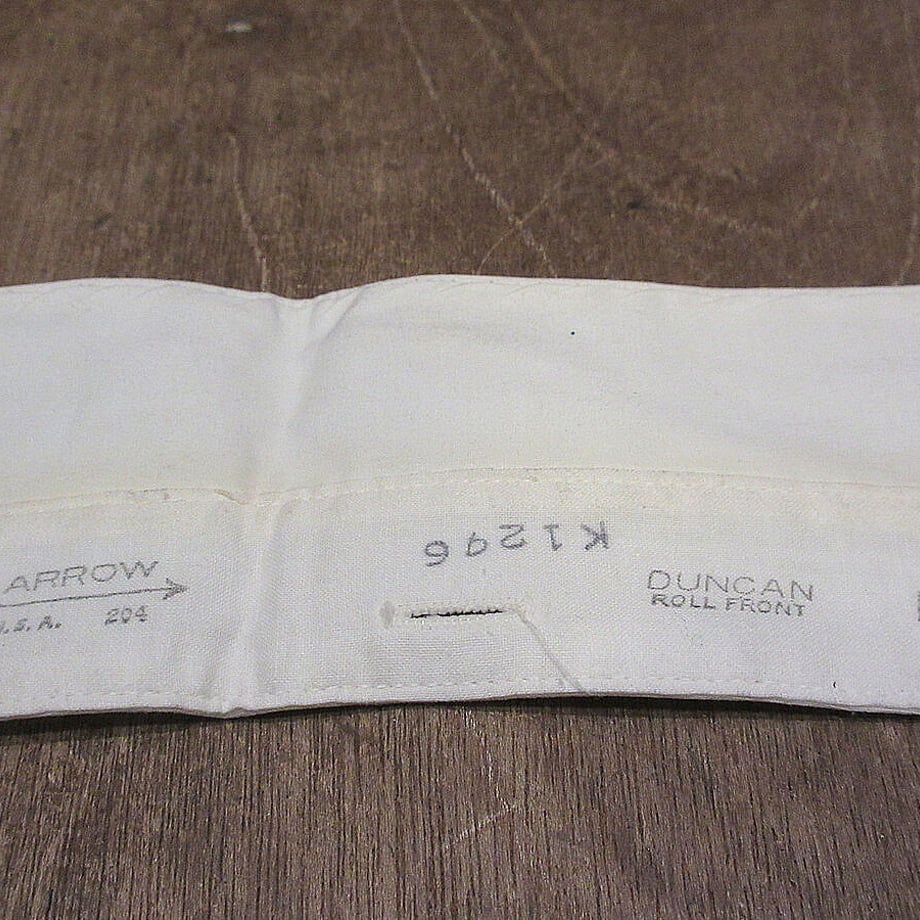 ARROW
U.S.A. 204
K1296
DUNCAN
ROLL FRONT